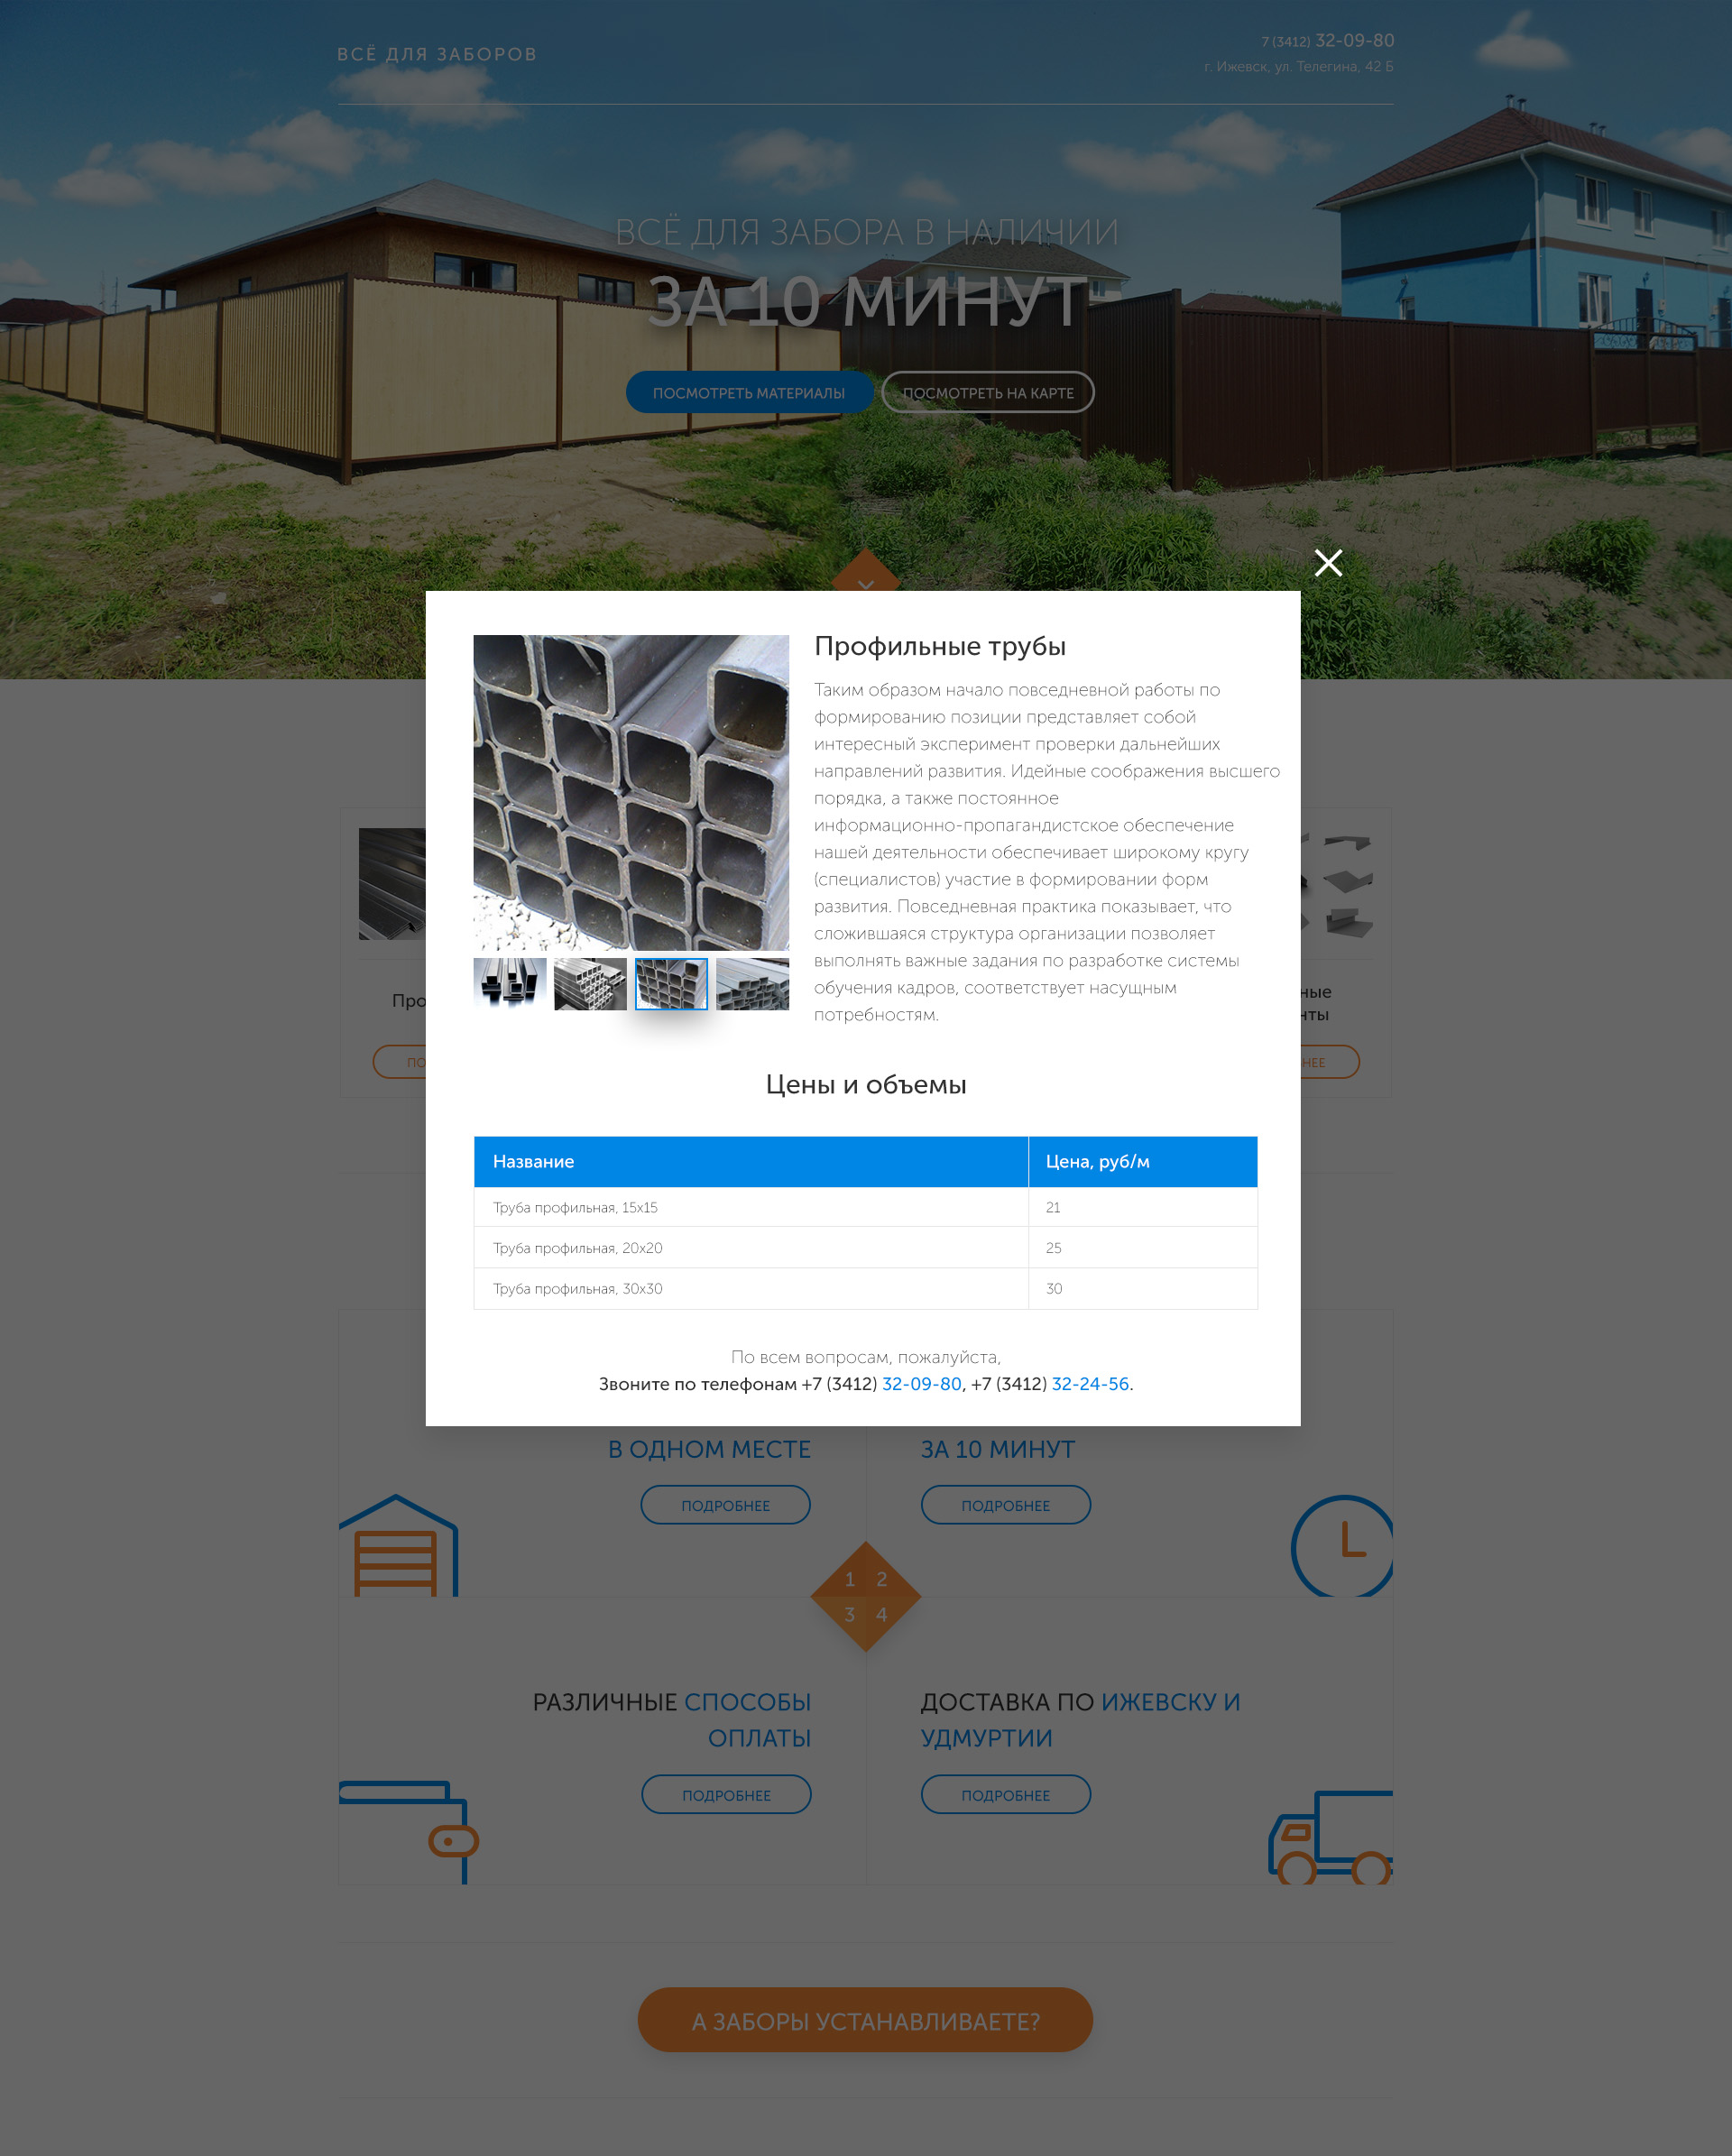 ВСЁ ДЛЯ ЗАБОРОВ
7 (3412) 32-09-80
г. Ижевск, ул. Телегина, 42 Б
ВСЁ ДЛЯ ЗАБОРА В НАЛИЧИИ
ЗА 10 МИНУТ
ПОСМОТРЕТЬ МАТЕРИАЛЫ
ПОСМОТРЕТЬ НА КАРТЕ
Профильные трубы
Таким образом начало повседневной работы по
формированию позиции представляет собой
интересный эксперимент проверки дальнейших
направлений развития. Идейные соображения высшего
порядка, а также постоянное
информационно-пропагандистское обеспечение
нашей деятельности обеспечивает широкому кругу
(специалистов) участие в формировании форм
развития. Повседневная практика показывает, что
сложившаяся структура организации позволяет
выполнять важные задания по разработке системы
обучения кадров, соответствует насущным
потребностям.
Цены и объемы
Название Цена, руб/м
Труба профильная, 15х15 21
Труба профильная, 20х20 25
Труба профильная, 30х30 30
По всем вопросам, пожалуйста,
Звоните по телефонам +7 (3412) 32-09-80, +7 (3412) 32-24-56.
В ОДНОМ МЕСТЕ
ПОДРОБНЕЕ
ЗА 10 МИНУТ
ПОДРОБНЕЕ
1 2
3 4
РАЗЛИЧНЫЕ СПОСОБЫ
ОПЛАТЫ
ПОДРОБНЕЕ
ДОСТАВКА ПО ИЖЕВСКУ И
УДМУРТИИ
ПОДРОБНЕЕ
А ЗАБОРЫ УСТАНАВЛИВАЕТЕ?